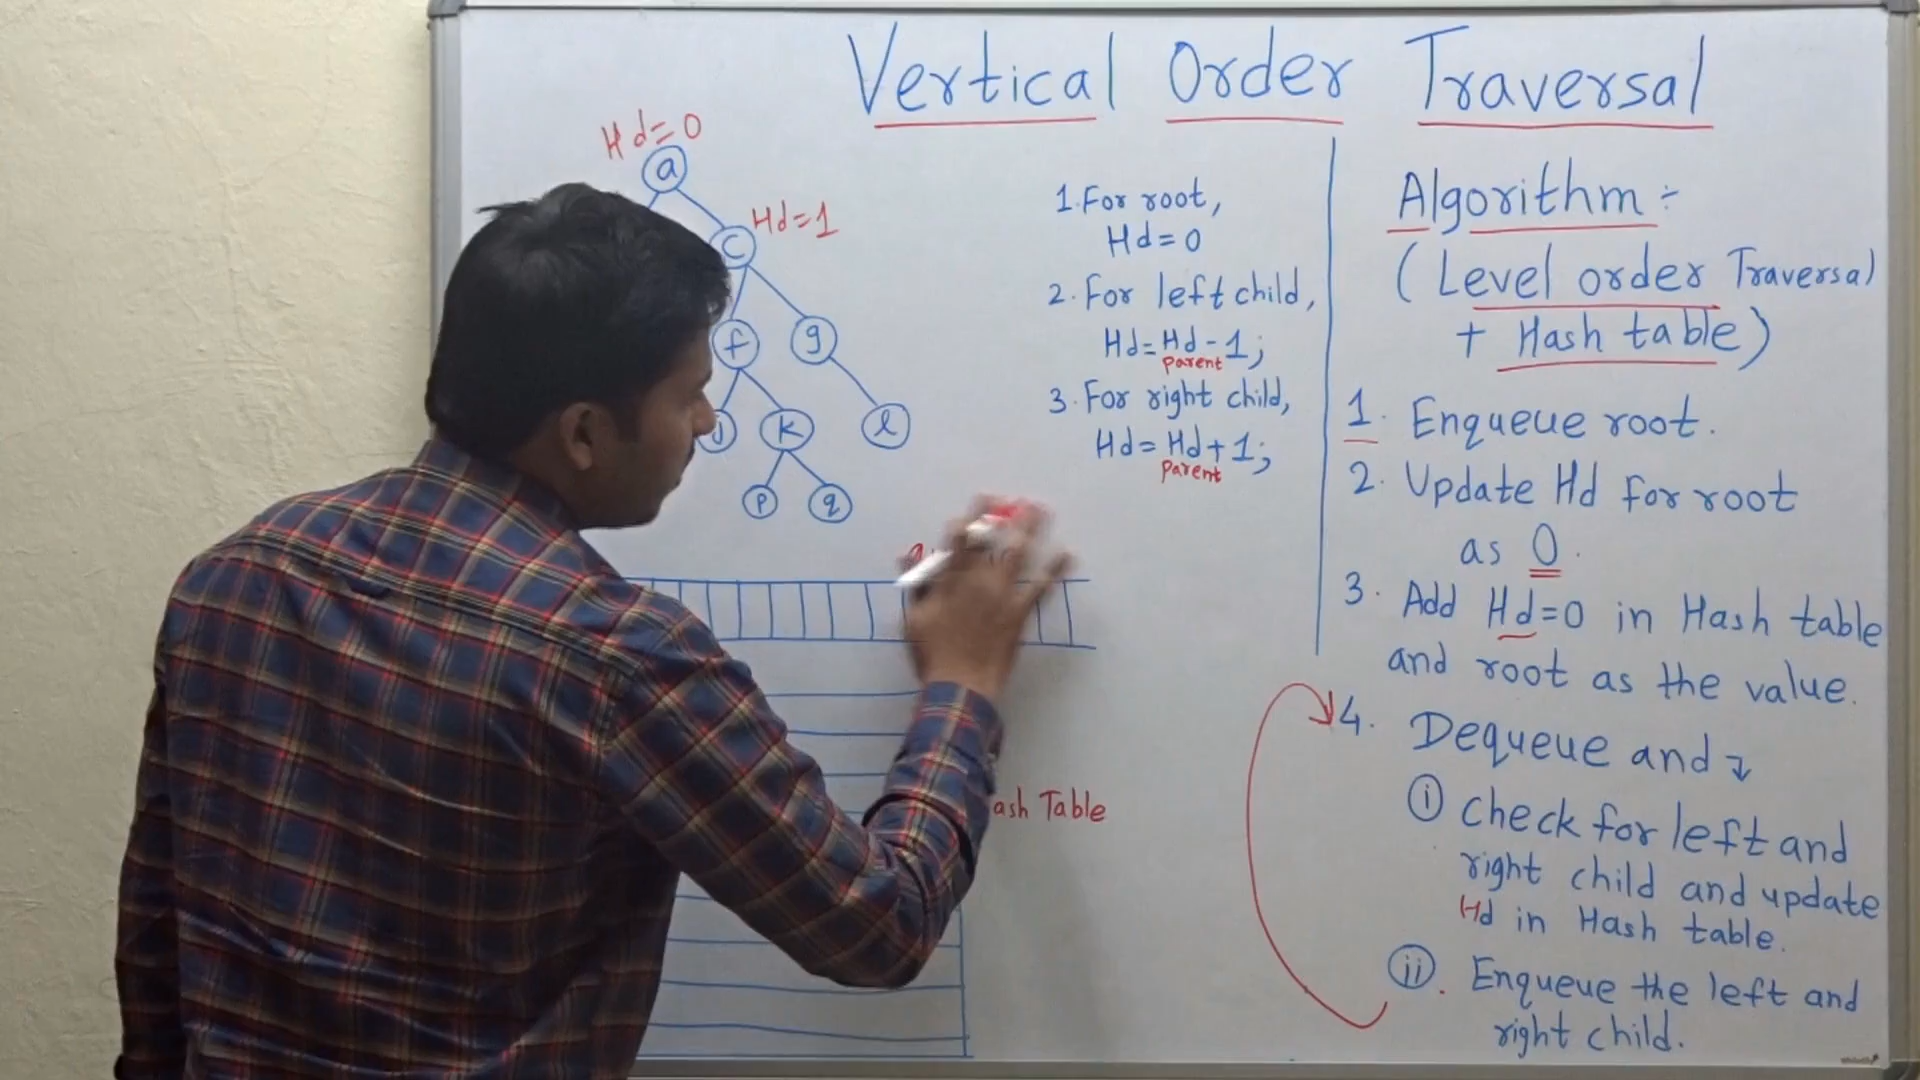 Vertical Order Traversal
Hd=0
a
c Hd=1
f g
j k l
p q
ash Table
1. For root,
Hd=0
2. For left child,
Hd=Hd-1;
parent
3. For right child,
Hd=Hd+1;
parent
Algorithm:-
(Level order Traversal
+ Hash table)
1. Enqueue root.
2. Update Hd for root
as 0.
3. Add Hd=0 in Hash table
and root as the value.
4. Dequeue and ↴
(i) Check for left and
right child and update
Hd in Hash table.
(ii). Enqueue the left and
right child.